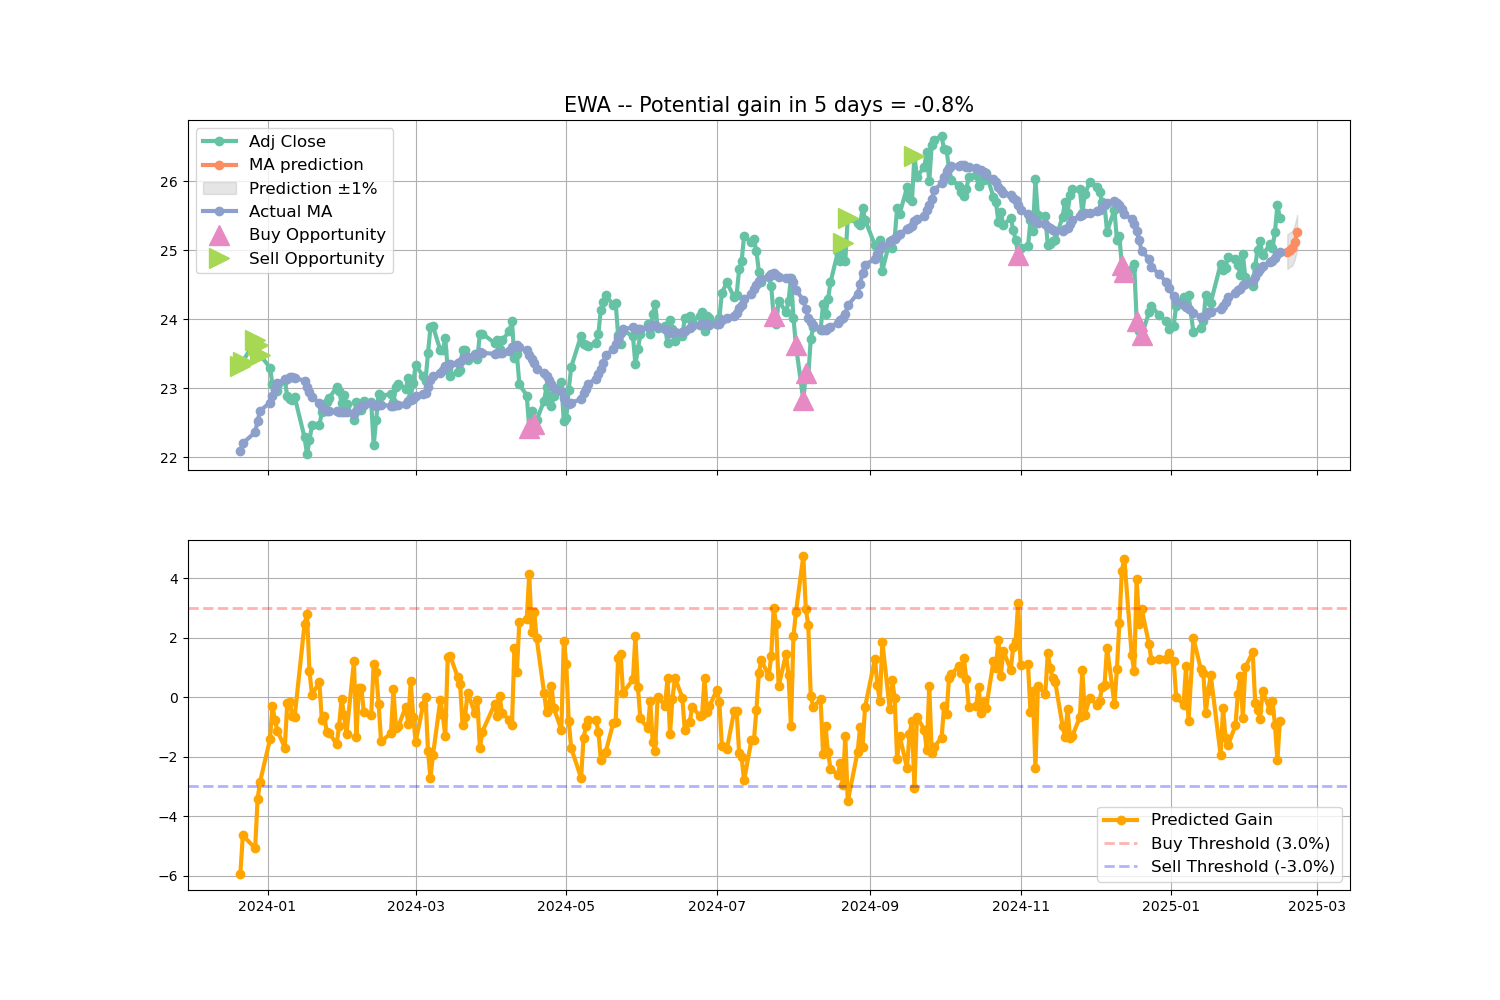 EWA -- Potential gain in 5 days = -0.8%
Adj Close
MA prediction
Prediction ±1%
Actual MA
Buy Opportunity
Sell Opportunity
26
25
24
23
22
4
2
0
−2
−4
−6
Predicted Gain
Buy Threshold (3.0%)
Sell Threshold (-3.0%)
2024-01 2024-03 2024-05 2024-07 2024-09 2024-11 2025-01 2025-03